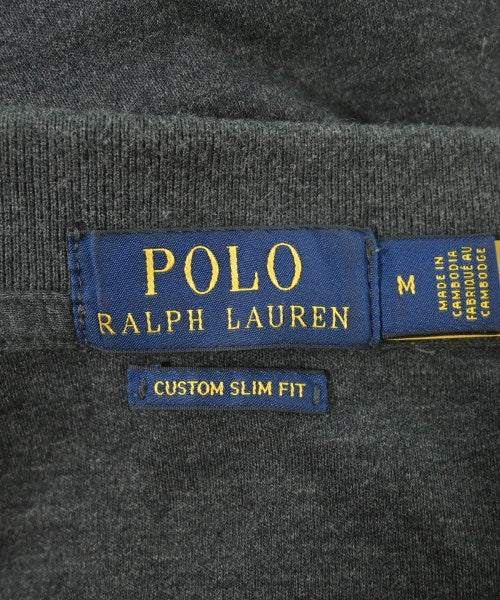 POLO
RALPH LAUREN
CUSTOM SLIM FIT
M
MADE IN
CAMBODIA
FABRIQUÉ AU
CAMBODGE